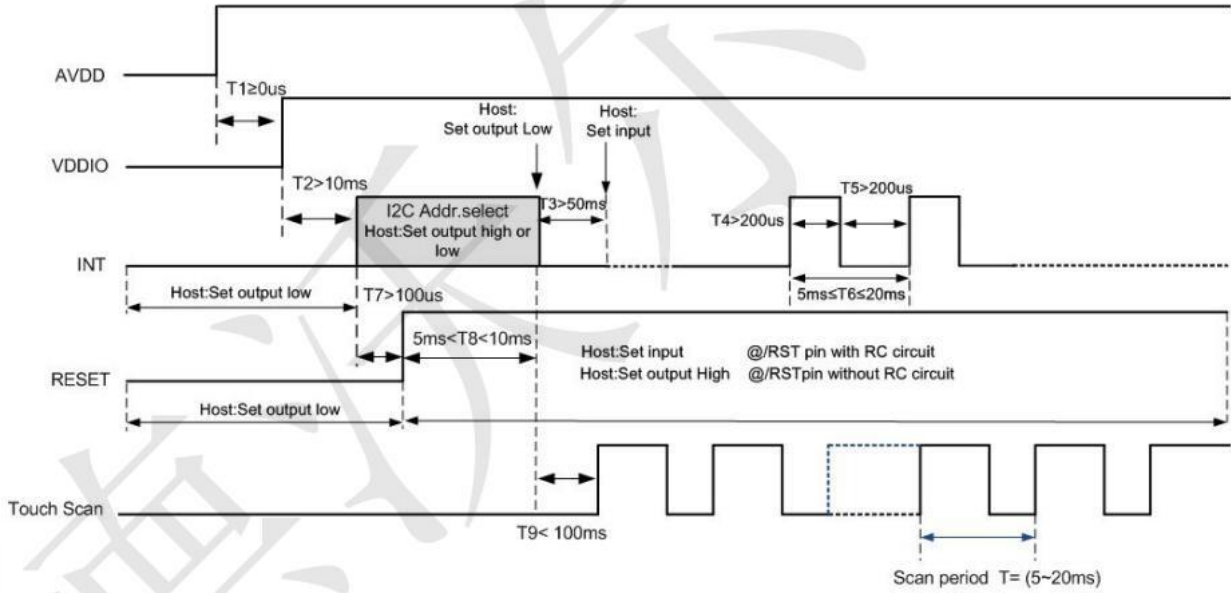 AVDD
T1≥0us
Host:
Set output Low
Host:
Set input
VDDIO
T2>10ms
I2C Addr.select
Host:Set output high or
low
T3>50ms
T5>200us
T4>200us
INT
5ms≤T6≤20ms
Host:Set output low
T7>100us
5ms<T8<10ms
Host:Set input @/RST pin with RC circuit
Host:Set output High @/RSTpin without RC circuit
RESET
Host:Set output low
Touch Scan
T9< 100ms
Scan period T= (5~20ms)